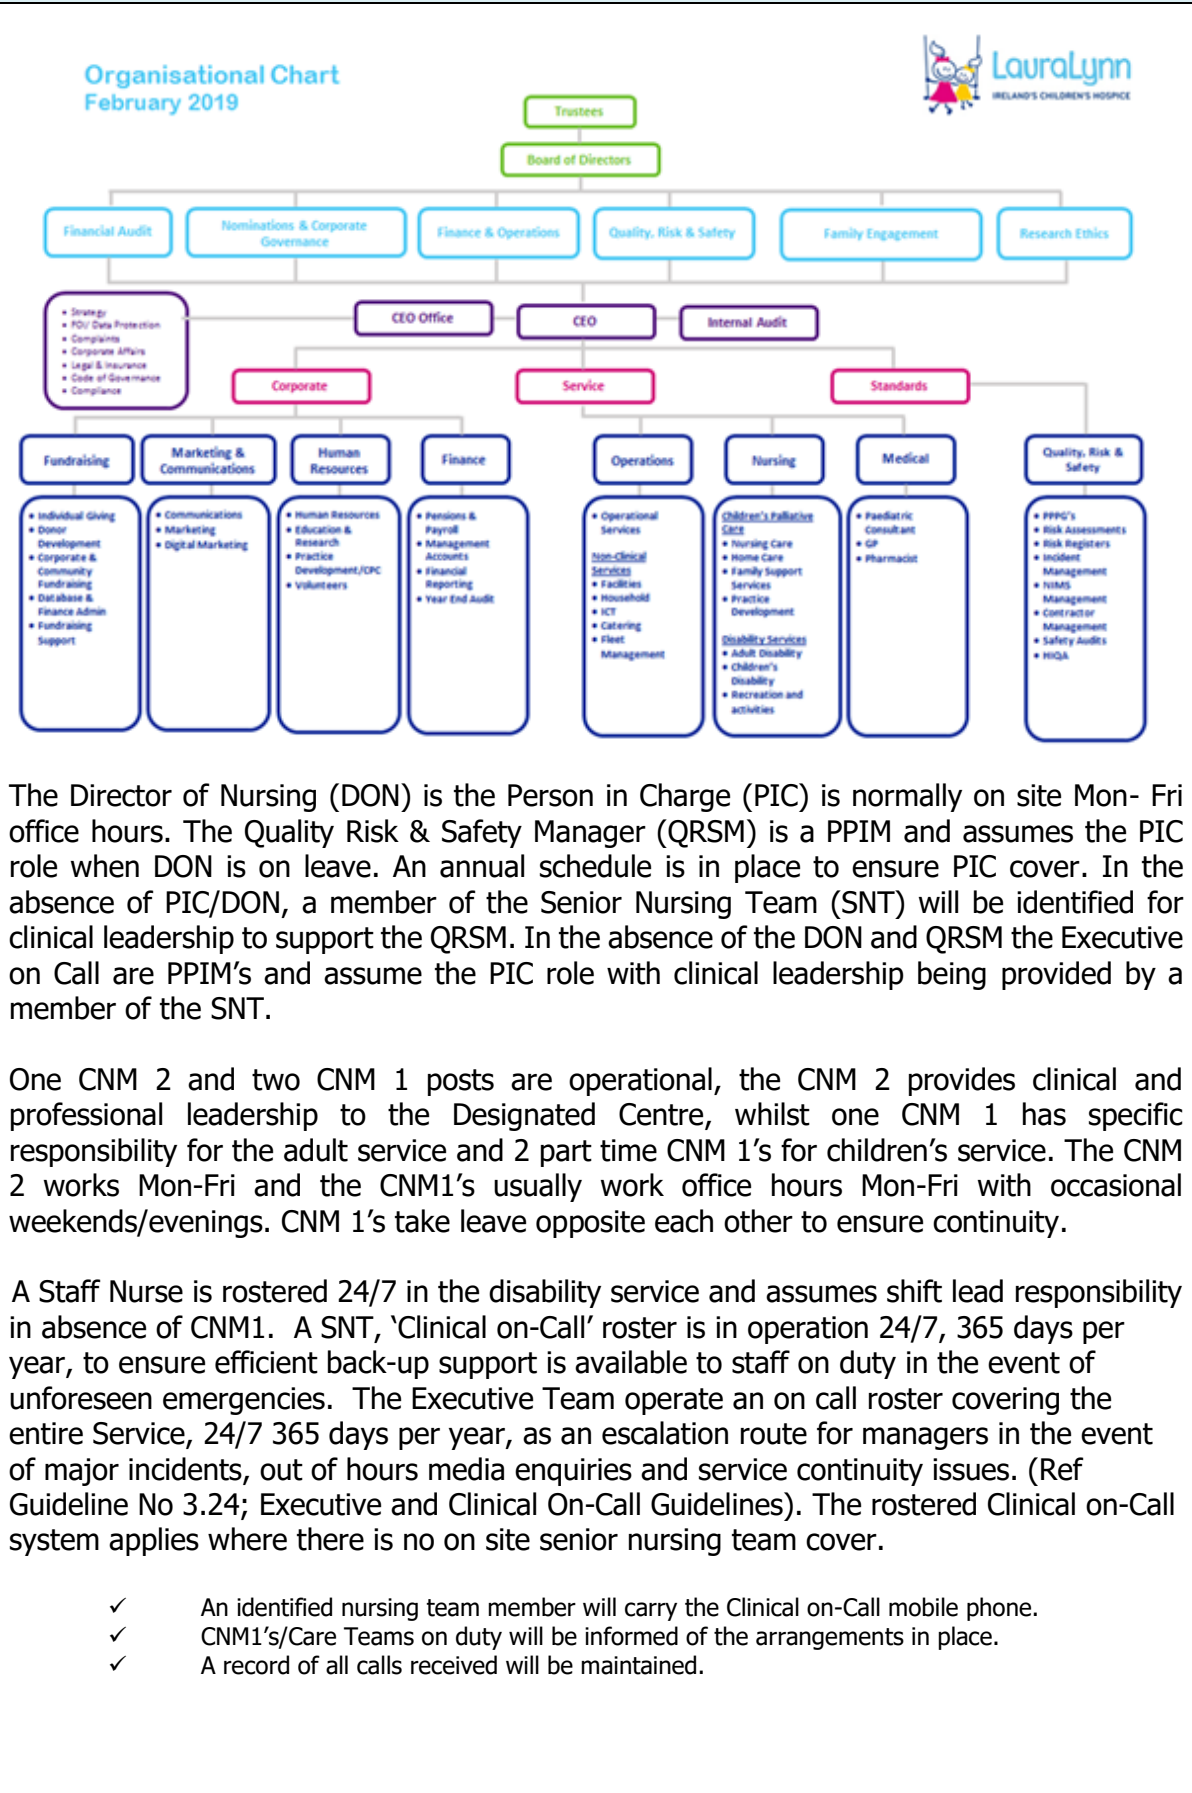 Organisational Chart
February 2019
LauraLynn
IRELAND'S CHILDREN'S HOSPICE
Trustees
Board of Directors
Financial Audit
Nominations & Corporate
Governance
Finance & Operations
Quality, Risk & Safety
Family Engagement
Research Ethics
• Strategy
• FOI/ Data Protection
• Complaints
• Corporate Affairs
• Legal & Insurance
• Code of Governance
• Compliance
CEO Office
CEO
Internal Audit
Corporate
Service
Standards
Fundraising
Marketing &
Communications
Human
Resources
Finance
Operations
Nursing
Medical
Quality, Risk &
Safety
• Individual Giving
• Donor
Development
• Corporate &
Community
Fundraising
• Database &
Finance Admin
• Fundraising
Support
• Communications
• Marketing
• Digital Marketing
• Human Resources
• Education &
Research
• Practice
Development/CPC
• Volunteers
• Pensions &
Payroll
• Management
Accounts
• Financial
Reporting
• Year End Audit
• Operational
Services
Non-Clinical
Services
• Facilities
• Household
• ICT
• Catering
• Fleet
Management
Children's Palliative
Care
• Nursing Care
• Home Care
• Family Support
Services
• Practice
Development
Disability Services
• Adult Disability
• Children's
Disability
• Recreation and
activities
• Paediatric
Consultant
• GP
• Pharmacist
• PPPG's
• Risk Assessments
• Risk Registers
• Incident
Management
• NIMS
Management
• Contractor
Management
• Safety Audits
• HIQA
The Director of Nursing (DON) is the Person in Charge (PIC) is normally on site Mon- Fri
office hours. The Quality Risk & Safety Manager (QRSM) is a PPIM and assumes the PIC
role when DON is on leave. An annual schedule is in place to ensure PIC cover. In the
absence of PIC/DON, a member of the Senior Nursing Team (SNT) will be identified for
clinical leadership to support the QRSM. In the absence of the DON and QRSM the Executive
on Call are PPIM's and assume the PIC role with clinical leadership being provided by a
member of the SNT.
One CNM 2 and two CNM 1 posts are operational, the CNM 2 provides clinical and
professional leadership to the Designated Centre, whilst one CNM 1 has specific
responsibility for the adult service and 2 part time CNM 1's for children's service. The CNM
2 works Mon-Fri and the CNM1's usually work office hours Mon-Fri with occasional
weekends/evenings. CNM 1's take leave opposite each other to ensure continuity.
A Staff Nurse is rostered 24/7 in the disability service and assumes shift lead responsibility
in absence of CNM1. A SNT, 'Clinical on-Call' roster is in operation 24/7, 365 days per
year, to ensure efficient back-up support is available to staff on duty in the event of
unforeseen emergencies. The Executive Team operate an on call roster covering the
entire Service, 24/7 365 days per year, as an escalation route for managers in the event
of major incidents, out of hours media enquiries and service continuity issues. (Ref
Guideline No 3.24; Executive and Clinical On-Call Guidelines). The rostered Clinical on-Call
system applies where there is no on site senior nursing team cover.
✓ An identified nursing team member will carry the Clinical on-Call mobile phone.
✓ CNM1's/Care Teams on duty will be informed of the arrangements in place.
✓ A record of all calls received will be maintained.